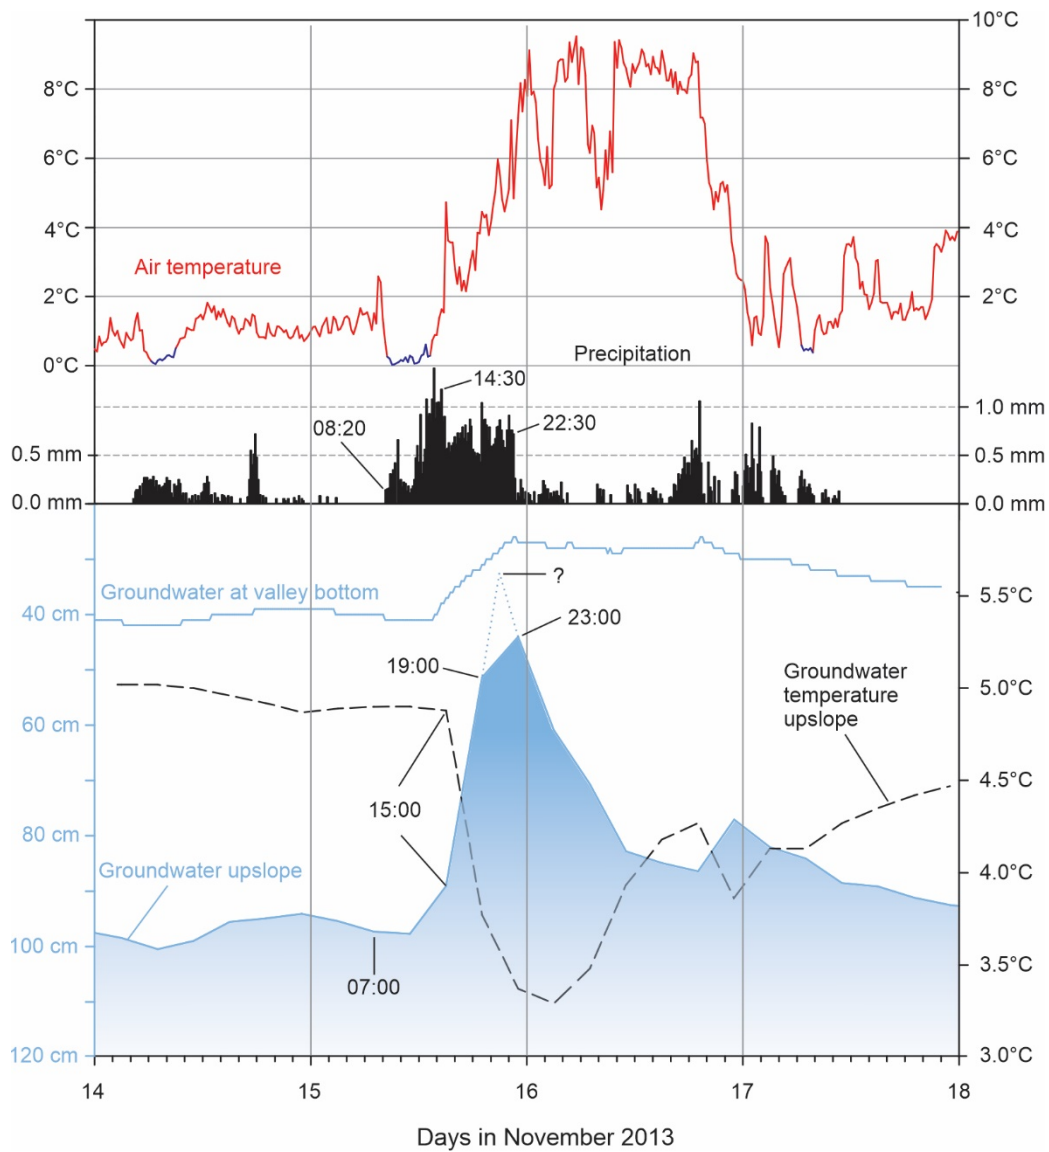 10°C
8°C
8°C
6°C
6°C
4°C
4°C
Air temperature
2°C
2°C
Precipitation
0°C
0°C
14:30
1.0 mm
08:20
22:30
0.5 mm
0.5 mm
0.0 mm
0.0 mm
Groundwater at valley bottom
?
5.5°C
40 cm
23:00
19:00
Groundwater
temperature
upslope
5.0°C
60 cm
4.5°C
15:00
80 cm
Groundwater upslope
4.0°C
100 cm
3.5°C
07:00
120 cm
3.0°C
14
15
16
17
18
Days in November 2013